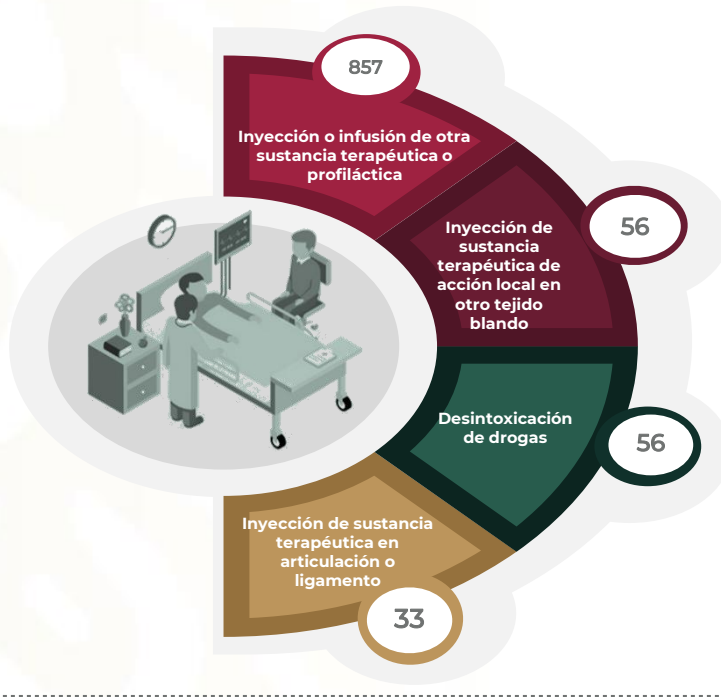 857
Inyección o infusión de otra
sustancia terapéutica o
profiláctica
56
Inyección de
sustancia
terapéutica de
acción local en
otro tejido
blando
56
Desintoxicación
de drogas
33
Inyección de sustancia
terapéutica en
articulación o
ligamento